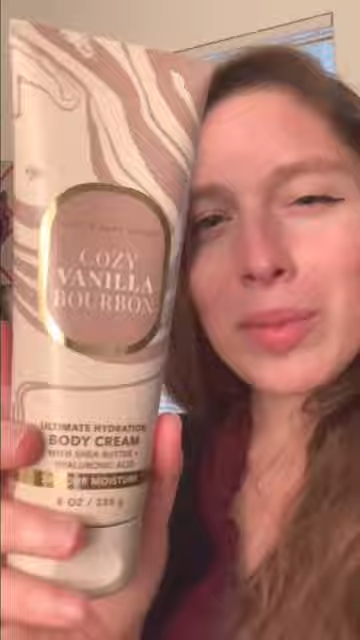 COZY
VANILLA
BOURBON
ULTIMATE HYDRATION
BODY CREAM
WITH SHEA BUTTER +
HYALURONIC ACID
MOISTURE
8 OZ / 226 g